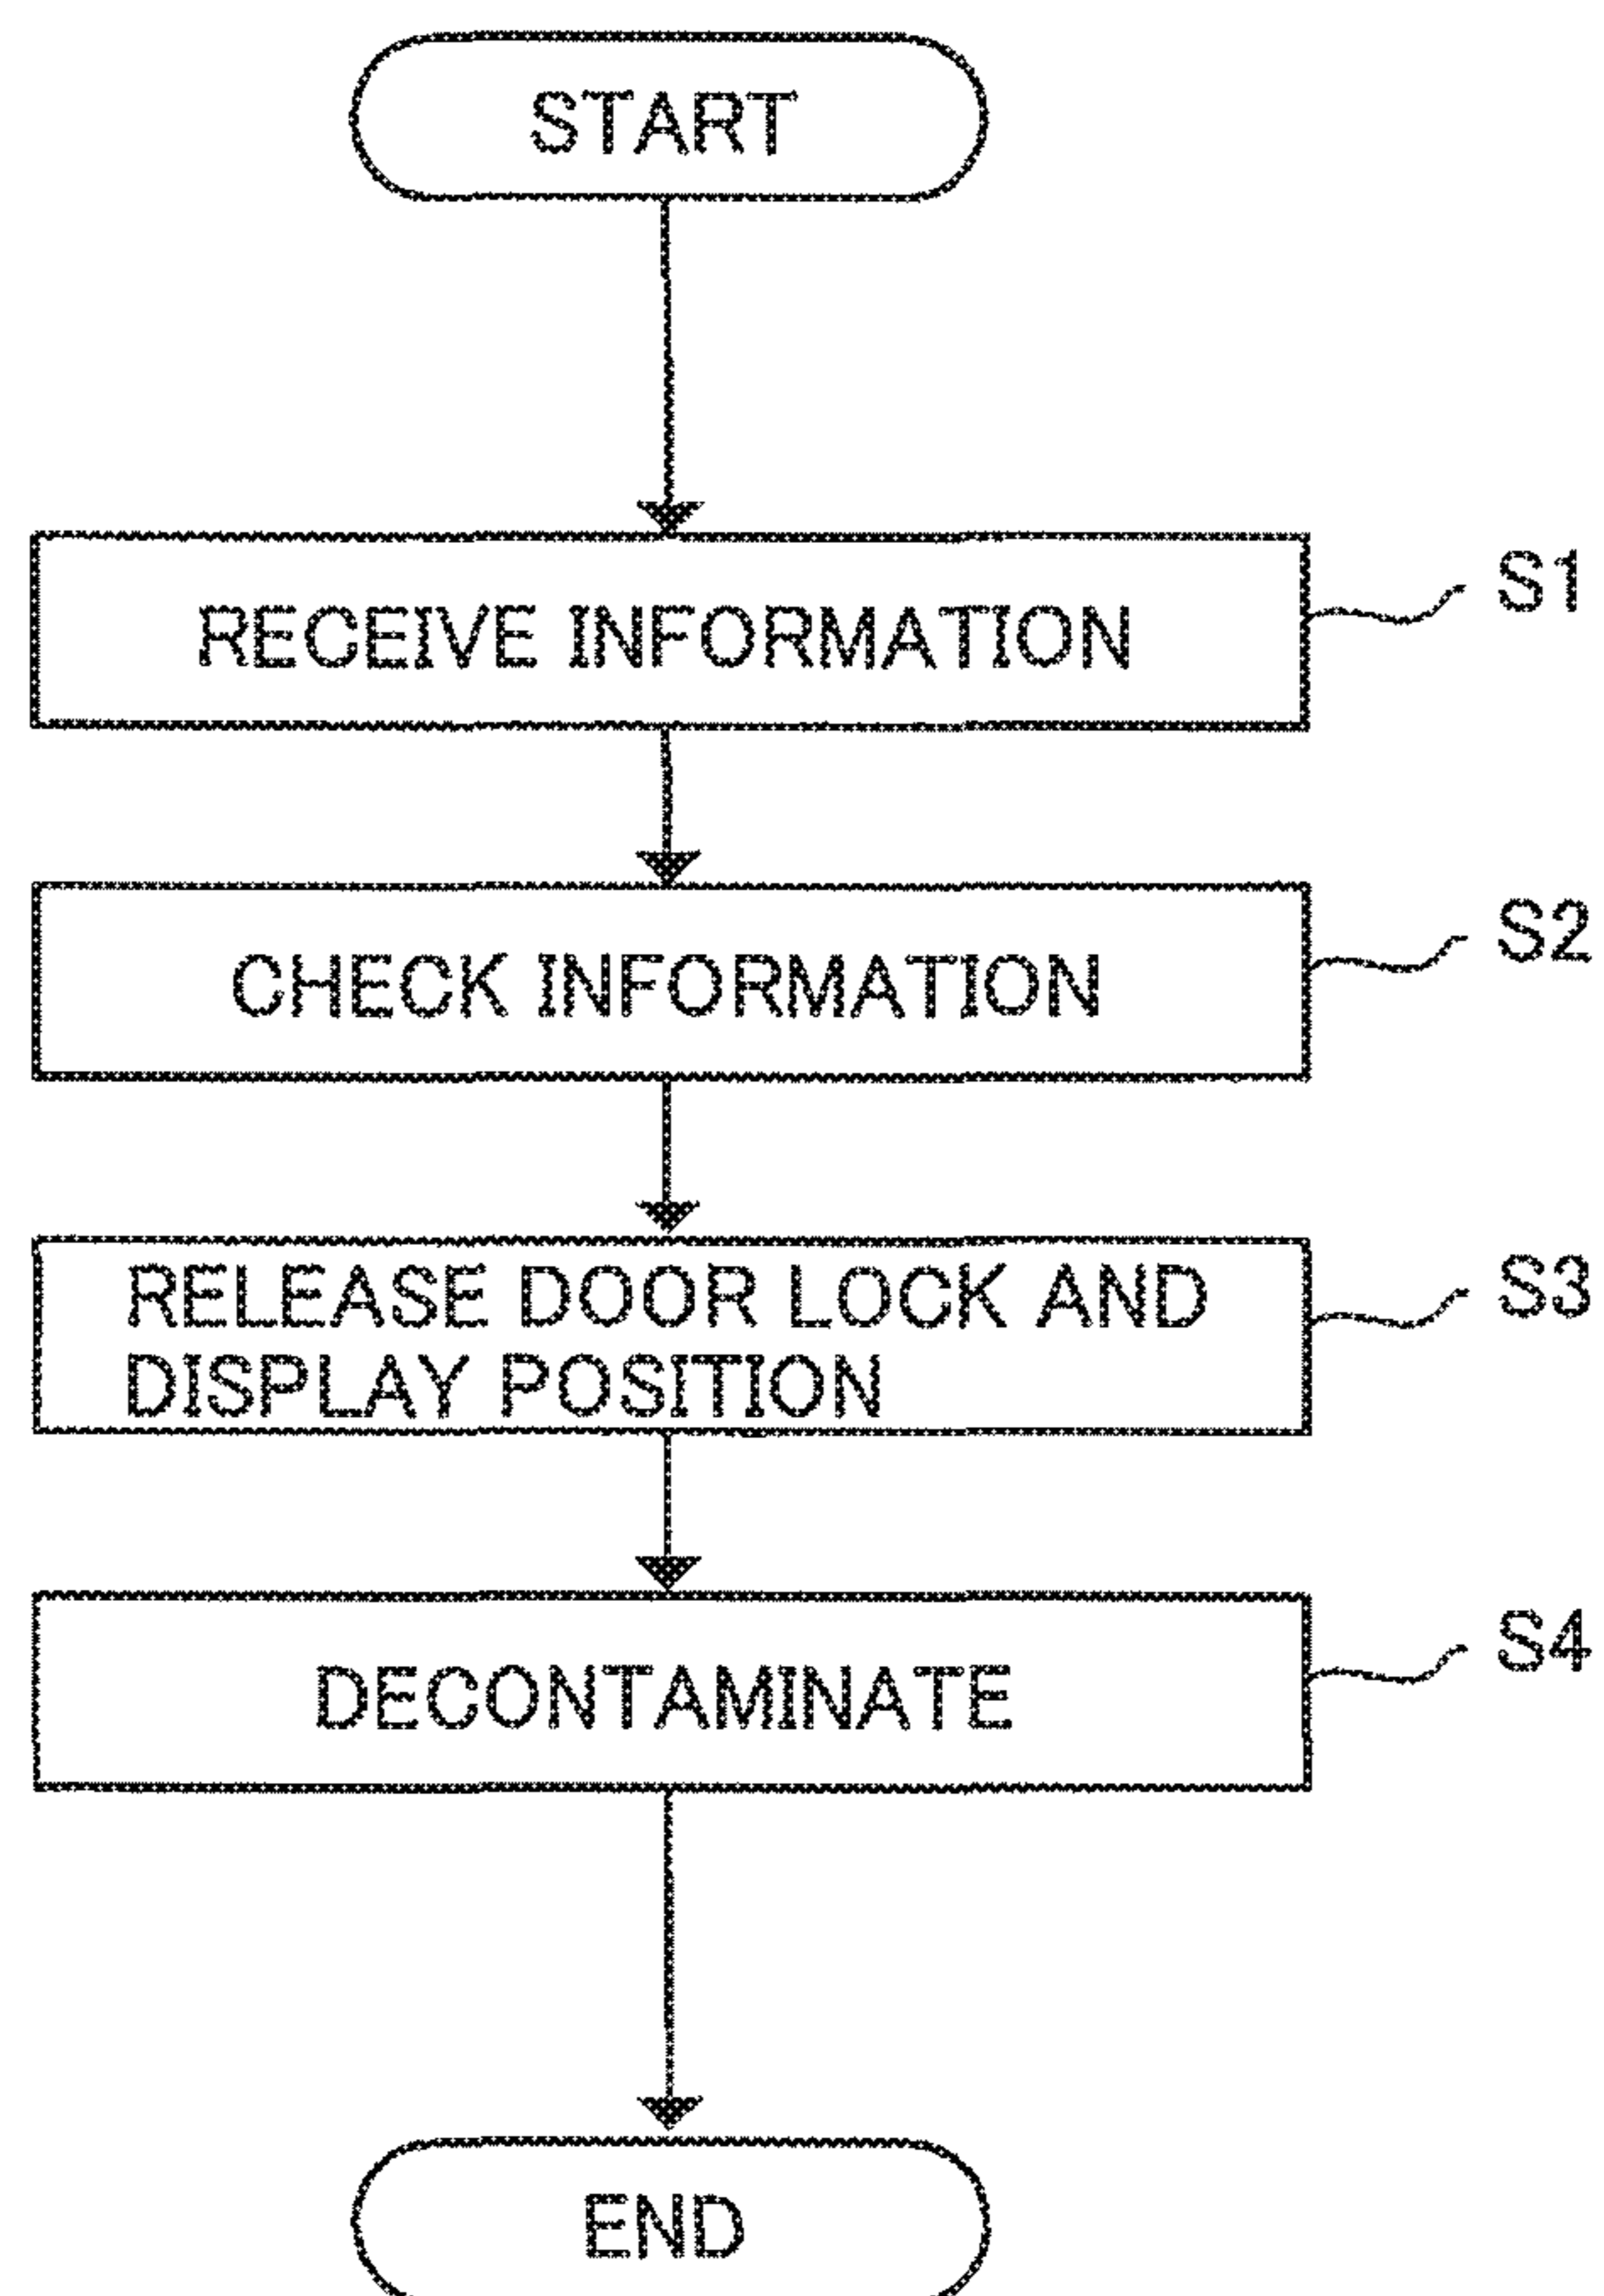 START
RECEIVE INFORMATION
S1
CHECK INFORMATION
S2
RELEASE DOOR LOCK AND
DISPLAY POSITION
S3
DECONTAMINATE
S4
END